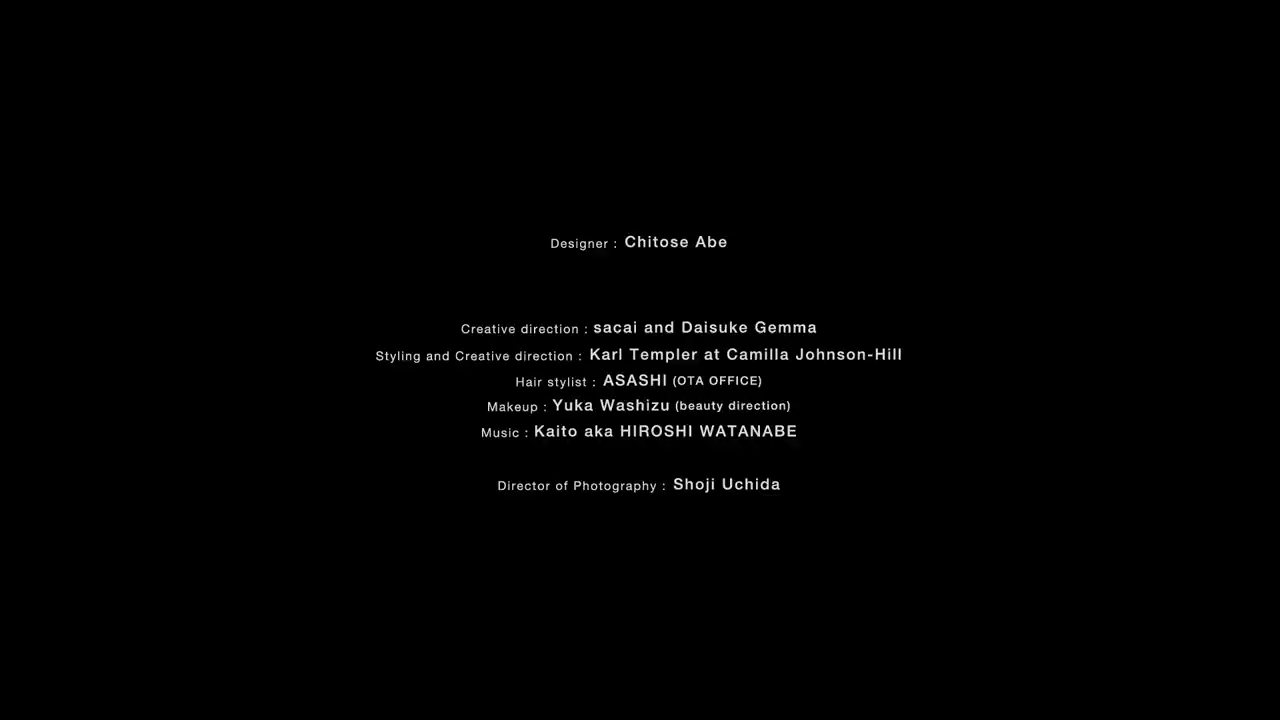 Designer : Chitose Abe
Creative direction : sacai and Daisuke Gemma
Styling and Creative direction : Karl Templer at Camilla Johnson-Hill
Hair stylist : ASASHI (OTA OFFICE)
Makeup : Yuka Washizu (beauty direction)
Music : Kaito aka HIROSHI WATANABE
Director of Photography : Shoji Uchida